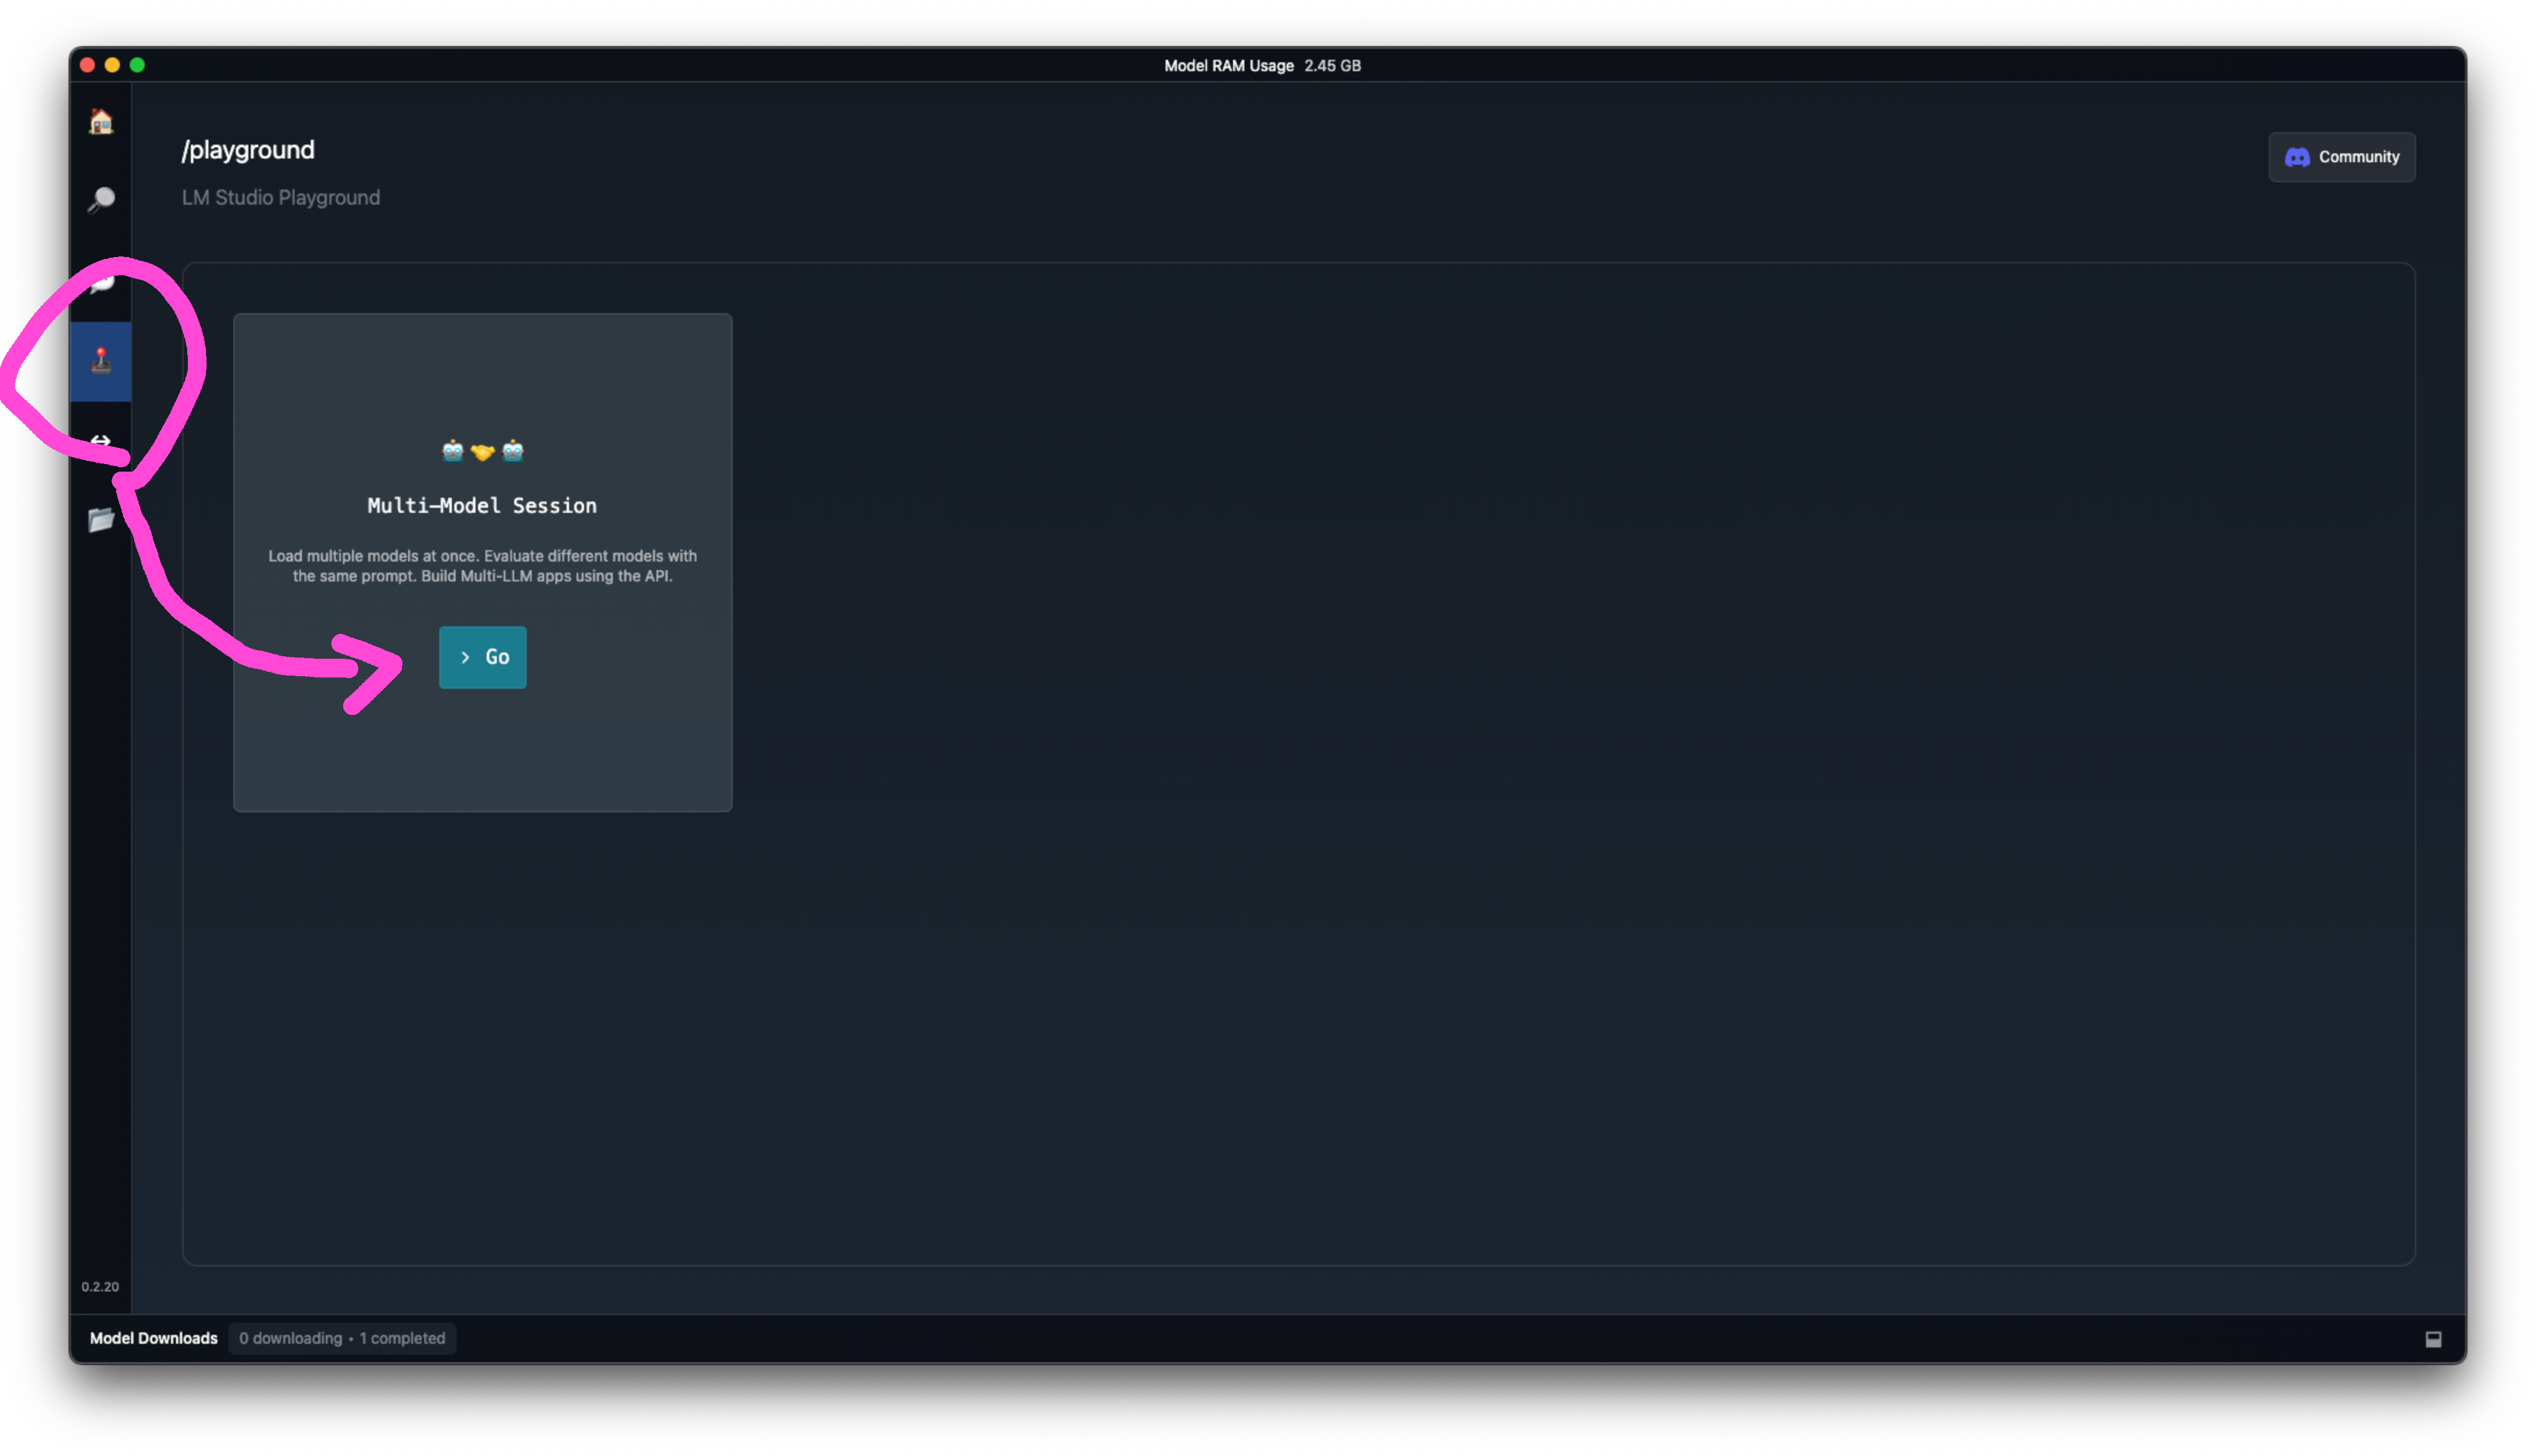 Model RAM Usage 2.45 GB
/playground
Community
LM Studio Playground
Multi-Model Session
Load multiple models at once. Evaluate different models with
the same prompt. Build Multi-LLM apps using the API.
> Go
0.2.20
Model Downloads 0 downloading • 1 completed